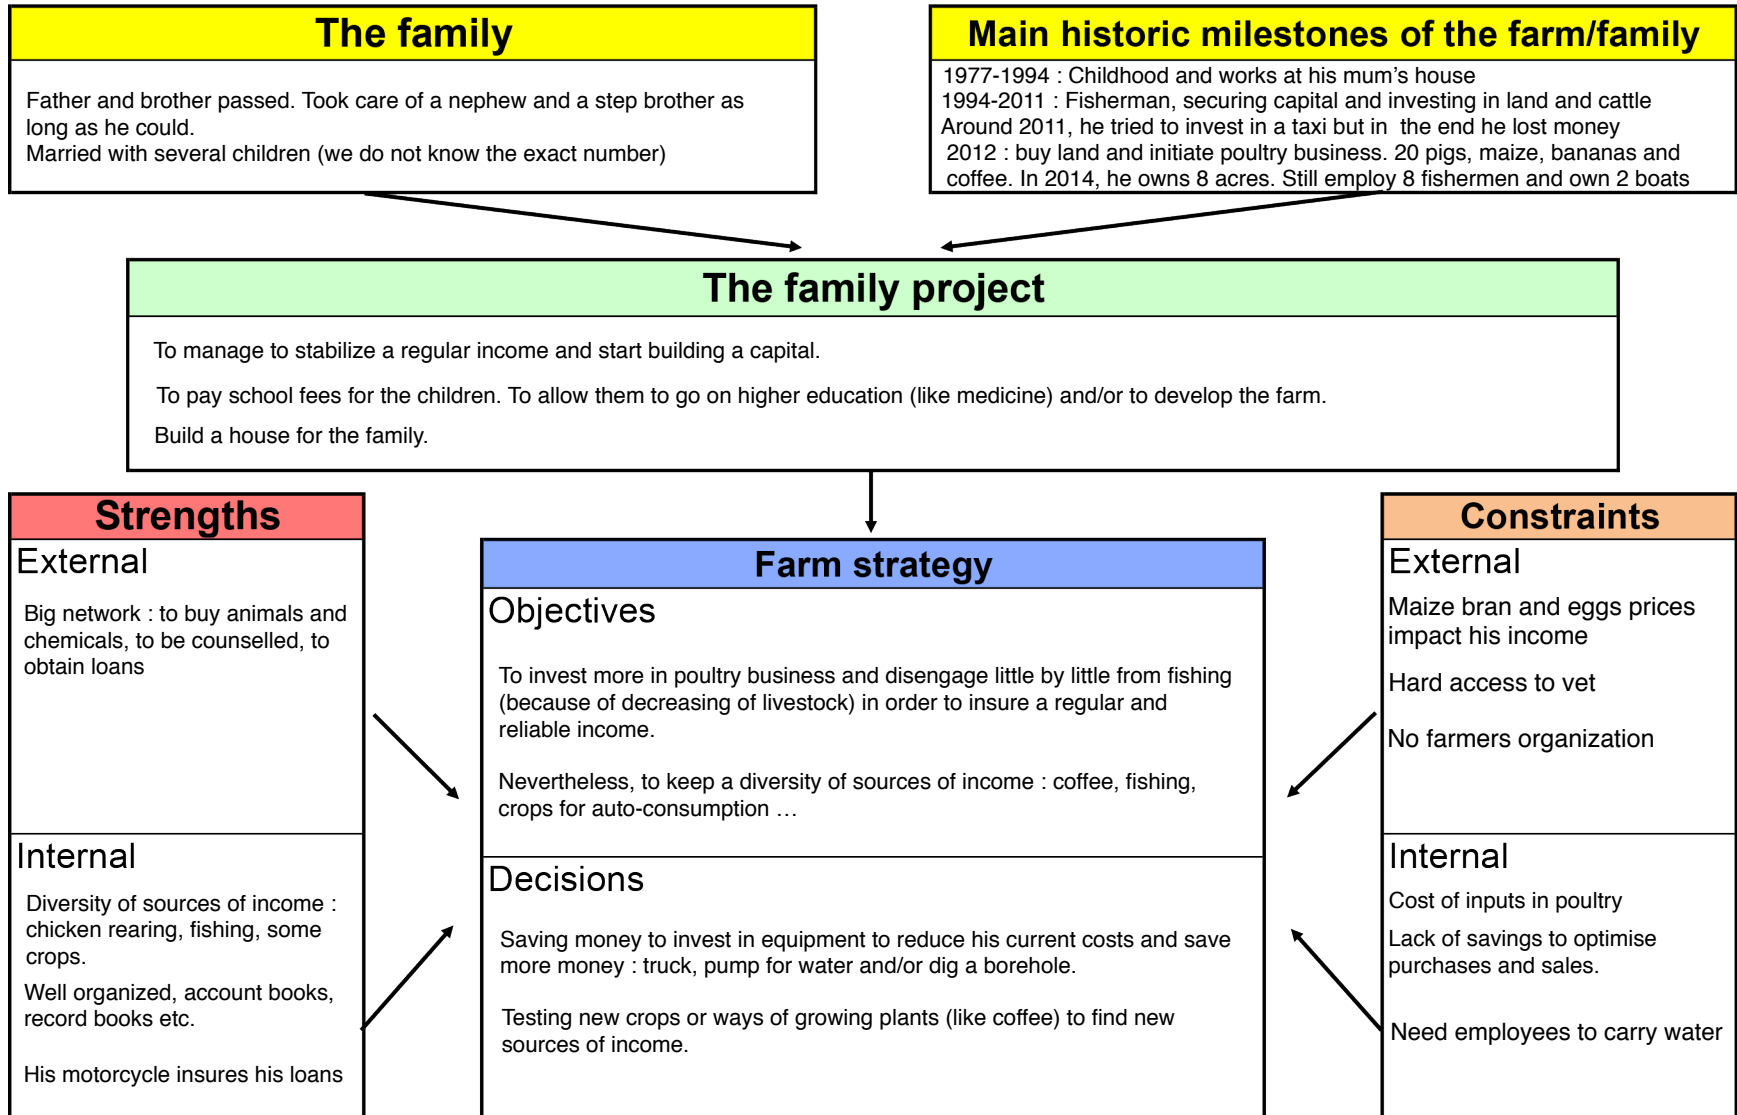 The family
Father and brother passed. Took care of a nephew and a step brother as
long as he could.
Married with several children (we do not know the exact number)
Main historic milestones of the farm/family
1977-1994 : Childhood and works at his mum's house
1994-2011 : Fisherman, securing capital and investing in land and cattle
Around 2011, he tried to invest in a taxi but in the end he lost money
2012 : buy land and initiate poultry business. 20 pigs, maize, bananas and
coffee. In 2014, he owns 8 acres. Still employ 8 fishermen and own 2 boats
The family project
To manage to stabilize a regular income and start building a capital.
To pay school fees for the children. To allow them to go on higher education (like medicine) and/or to develop the farm.
Build a house for the family.
Strengths
External
Big network : to buy animals and
chemicals, to be counselled, to
obtain loans
Internal
Diversity of sources of income :
chicken rearing, fishing, some
crops.
Well organized, account books,
record books etc.
His motorcycle insures his loans
Farm strategy
Objectives
To invest more in poultry business and disengage little by little from fishing
(because of decreasing of livestock) in order to insure a regular and
reliable income.
Nevertheless, to keep a diversity of sources of income : coffee, fishing,
crops for auto-consumption …
Decisions
Saving money to invest in equipment to reduce his current costs and save
more money : truck, pump for water and/or dig a borehole.
Testing new crops or ways of growing plants (like coffee) to find new
sources of income.
Constraints
External
Maize bran and eggs prices
impact his income
Hard access to vet
No farmers organization
Internal
Cost of inputs in poultry
Lack of savings to optimise
purchases and sales.
Need employees to carry water